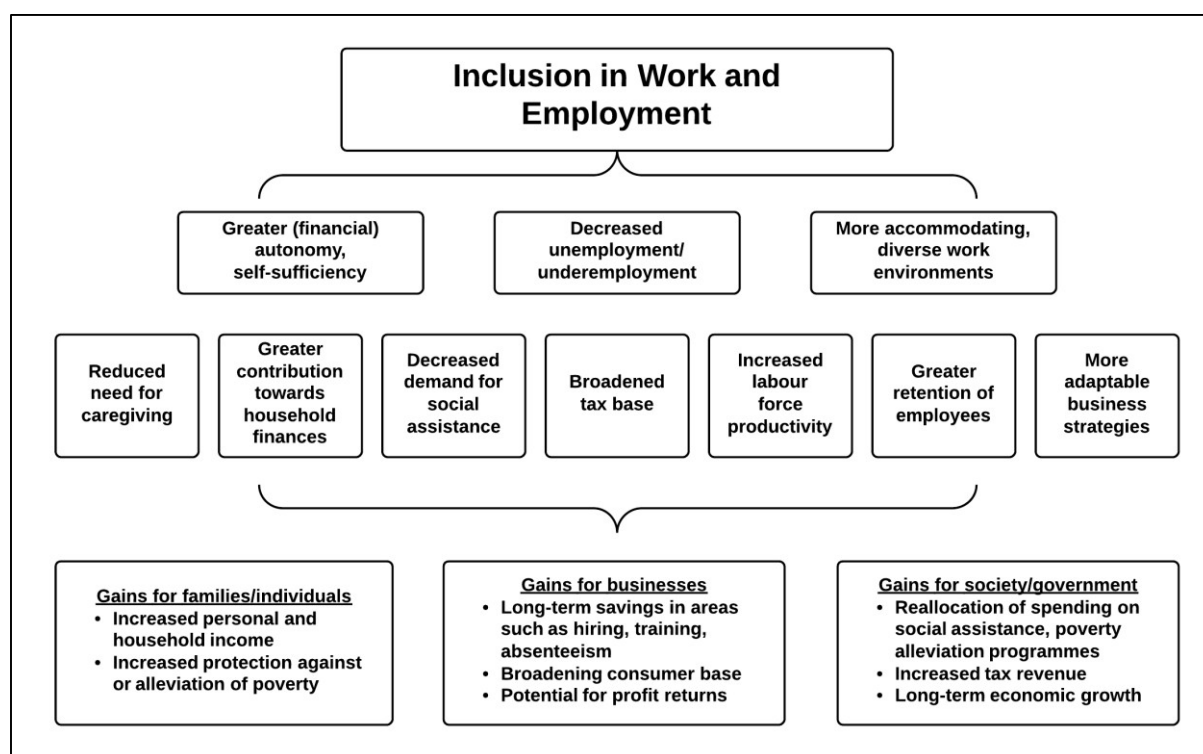 Inclusion in Work and
Employment
Greater (financial)
autonomy,
self-sufficiency
Decreased
unemployment/
underemployment
More accommodating,
diverse work
environments
Reduced
need for
caregiving
Greater
contribution
towards
household
finances
Decreased
demand for
social
assistance
Broadened
tax base
Increased
labour
force
productivity
Greater
retention of
employees
More
adaptable
business
strategies
Gains for families/individuals
• Increased personal and
household income
• Increased protection against
or alleviation of poverty
Gains for businesses
• Long-term savings in areas
such as hiring, training,
absenteeism
• Broadening consumer base
• Potential for profit returns
Gains for society/government
• Reallocation of spending on
social assistance, poverty
alleviation programmes
• Increased tax revenue
• Long-term economic growth